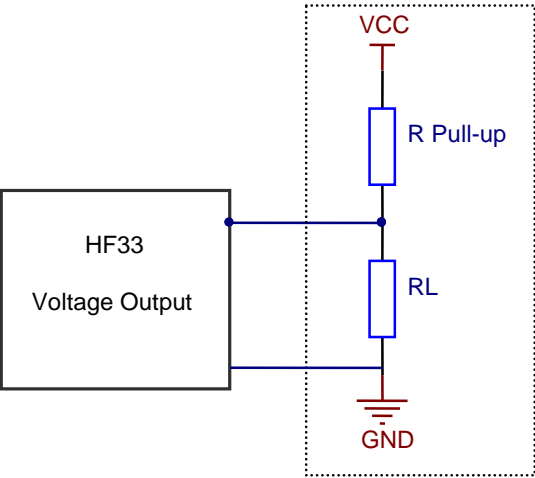 VCC
R Pull-up
HF33
Voltage Output
RL
GND